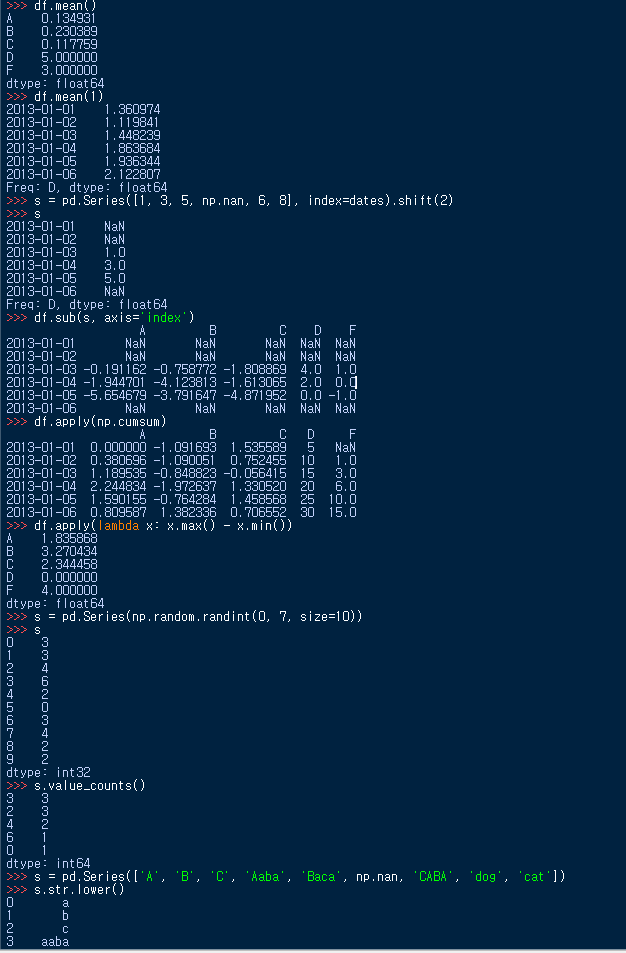 >>> df.mean()
A    0.134931
B    0.230389
C    0.117759
D    5.000000
F    3.000000
dtype: float64
>>> df.mean(1)
2013-01-01    1.360974
2013-01-02    1.119841
2013-01-03    1.448239
2013-01-04    1.863684
2013-01-05    1.936344
2013-01-06    2.122807
Freq: D, dtype: float64
>>> s = pd.Series([1, 3, 5, np.nan, 6, 8], index=dates).shift(2)
>>> s
2013-01-01    NaN
2013-01-02    NaN
2013-01-03    1.0
2013-01-04    3.0
2013-01-05    5.0
2013-01-06    NaN
Freq: D, dtype: float64
>>> df.sub(s, axis='index')
                   A         B         C    D    F
2013-01-01       NaN       NaN       NaN  NaN  NaN
2013-01-02       NaN       NaN       NaN  NaN  NaN
2013-01-03 -0.191162 -0.758772 -1.808869  4.0  1.0
2013-01-04 -1.944701 -4.123813 -1.613065  2.0  0.0
2013-01-05 -5.654679 -3.791647 -4.871952  0.0 -1.0
2013-01-06       NaN       NaN       NaN  NaN  NaN
>>> df.apply(np.cumsum)
                   A         B         C   D     F
2013-01-01  0.000000 -1.091693  1.535589   5   NaN
2013-01-02  0.380696 -1.090051  0.752455  10   1.0
2013-01-03  1.189535 -0.848823 -0.056415  15   3.0
2013-01-04  2.244834 -1.972637  1.330520  20   6.0
2013-01-05  1.590155 -0.764284  1.458568  25  10.0
2013-01-06  0.809587  1.382336  0.706552  30  15.0
>>> df.apply(lambda x: x.max() - x.min())
A    1.835868
B    3.270434
C    2.344458
D    0.000000
F    4.000000
dtype: float64
>>> s = pd.Series(np.random.randint(0, 7, size=10))
>>> s
0    3
1    3
2    4
3    6
4    2
5    0
6    3
7    4
8    2
9    2
dtype: int32
>>> s.value_counts()
3    3
2    3
4    2
6    1
0    1
dtype: int64
>>> s = pd.Series(['A', 'B', 'C', 'Aaba', 'Baca', np.nan, 'CABA', 'dog', 'cat'])
>>> s.str.lower()
0       a
1       b
2       c
3    aaba